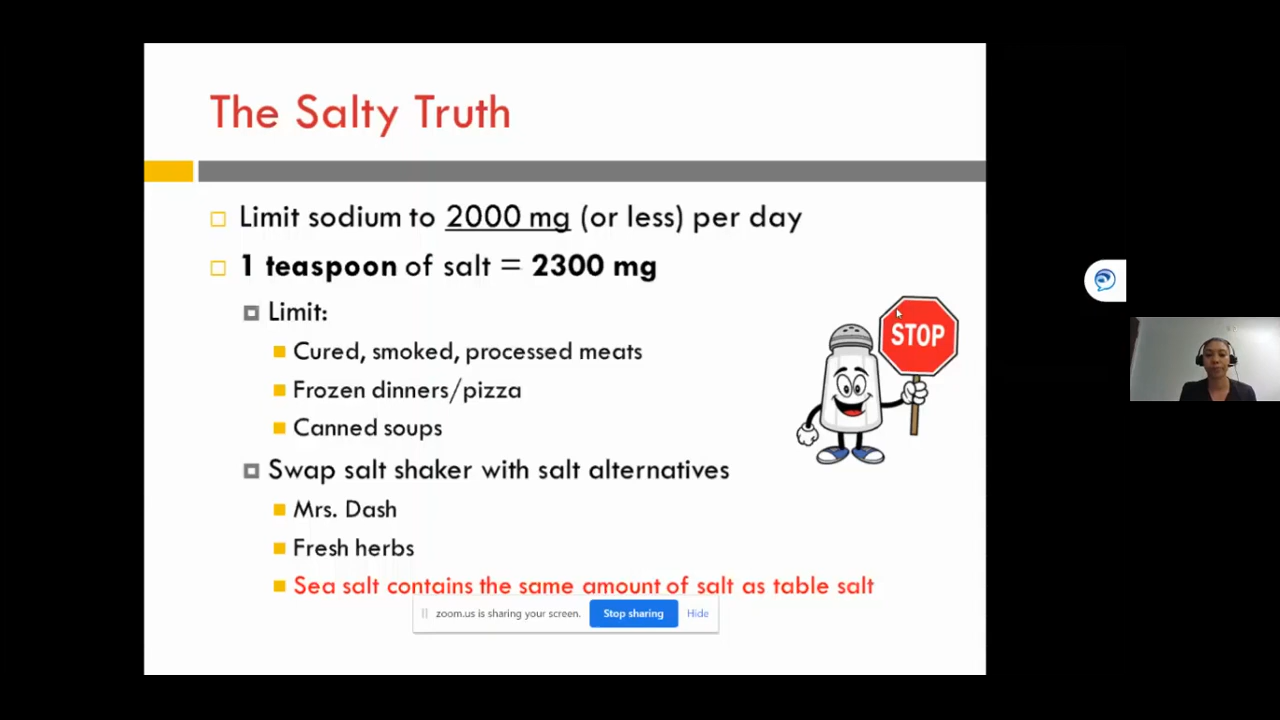 The Salty Truth
Limit sodium to 2000 mg (or less) per day
1 teaspoon of salt = 2300 mg
Limit:
Cured, smoked, processed meats
STOP
Frozen dinners/pizza
Canned soups
Swap salt shaker with salt alternatives
Mrs. Dash
Fresh herbs
Sea salt contains the same amount of salt as table salt
zoom.us is sharing your screen. Stop sharing Hide